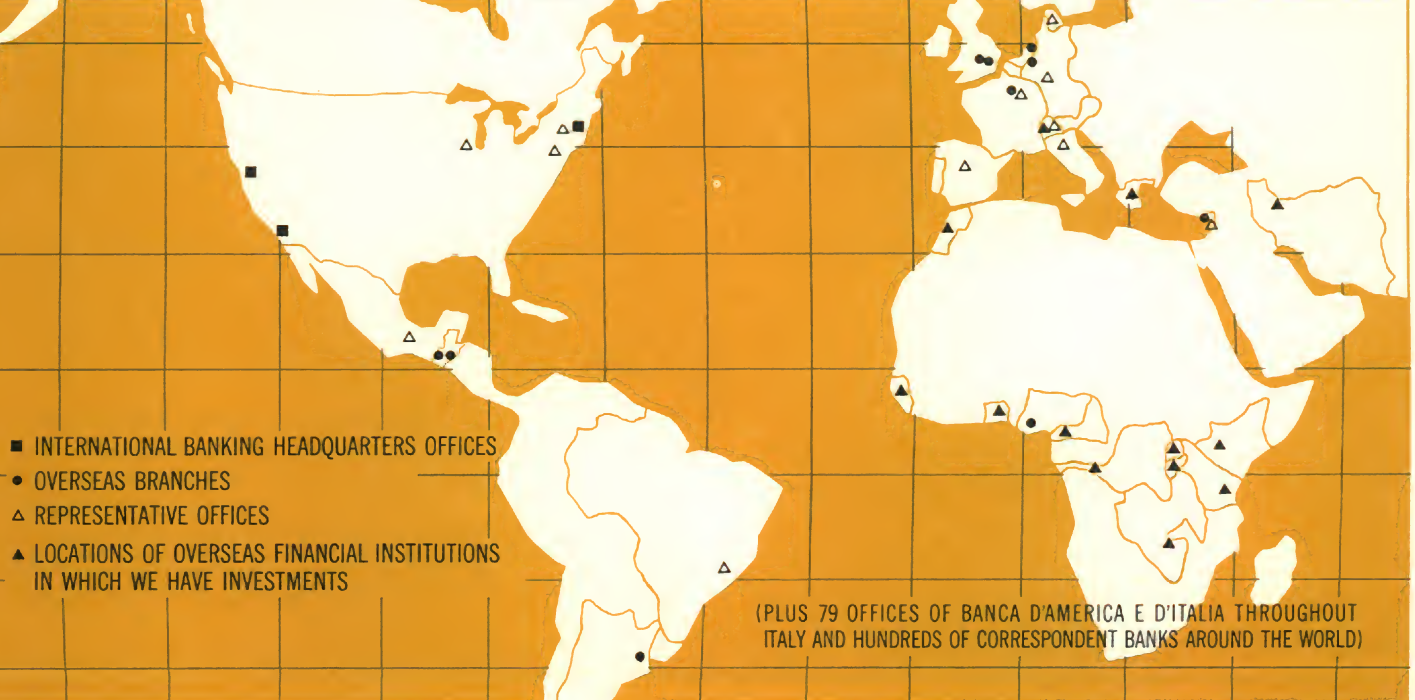 INTERNATIONAL BANKING HEADQUARTERS OFFICES
OVERSEAS BRANCHES
REPRESENTATIVE OFFICES
LOCATIONS OF OVERSEAS FINANCIAL INSTITUTIONS
IN WHICH WE HAVE INVESTMENTS
(PLUS 79 OFFICES OF BANCA D'AMERICA E D'ITALIA THROUGHOUT
ITALY AND HUNDREDS OF CORRESPONDENT BANKS AROUND THE WORLD)